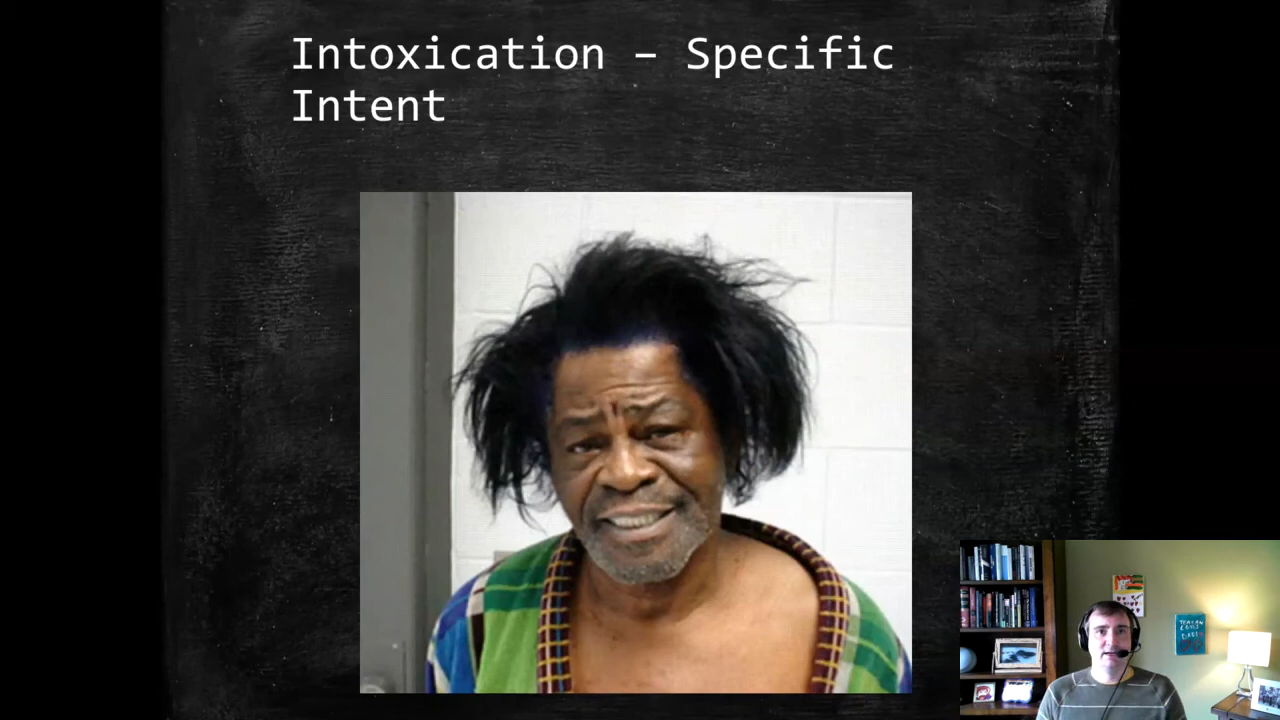 Intoxication – Specific
Intent